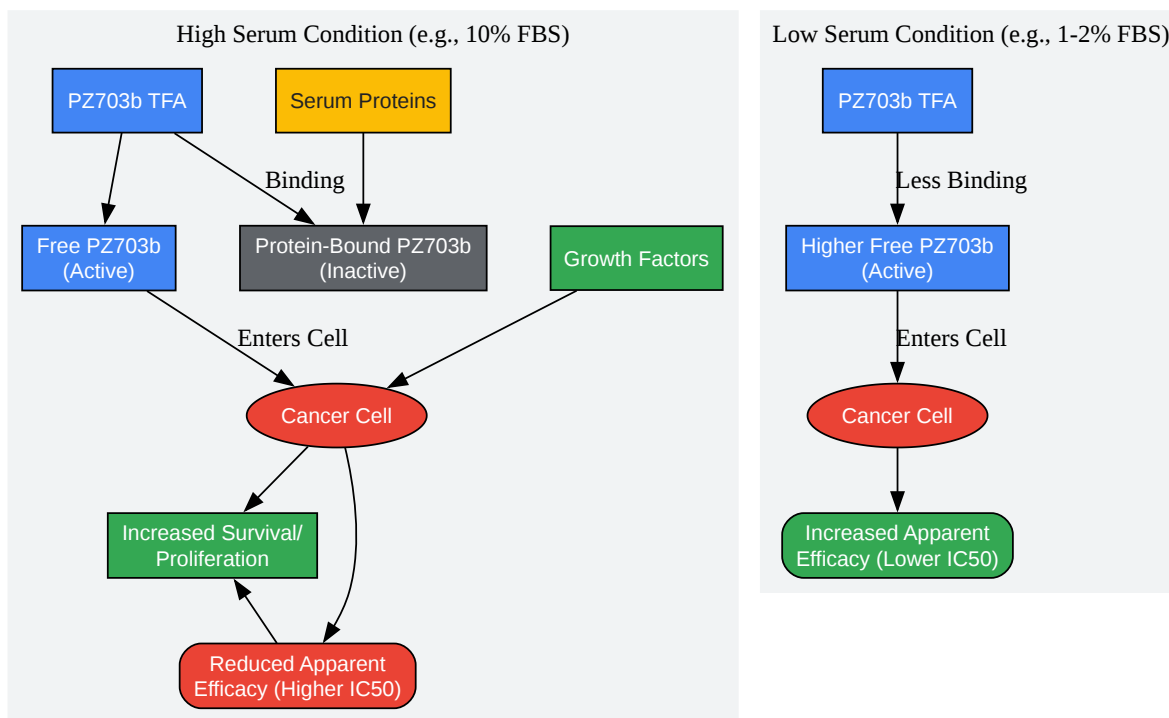 High Serum Condition (e.g., 10% FBS)
PZ703b TFA
Serum Proteins
Binding
Free PZ703b
(Active)
Protein-Bound PZ703b
(Inactive)
Growth Factors
Enters Cell
Cancer Cell
Increased Survival/
Proliferation
Reduced Apparent
Efficacy (Higher IC50)
Low Serum Condition (e.g., 1-2% FBS)
PZ703b TFA
Less Binding
Higher Free PZ703b
(Active)
Enters Cell
Cancer Cell
Increased Apparent
Efficacy (Lower IC50)